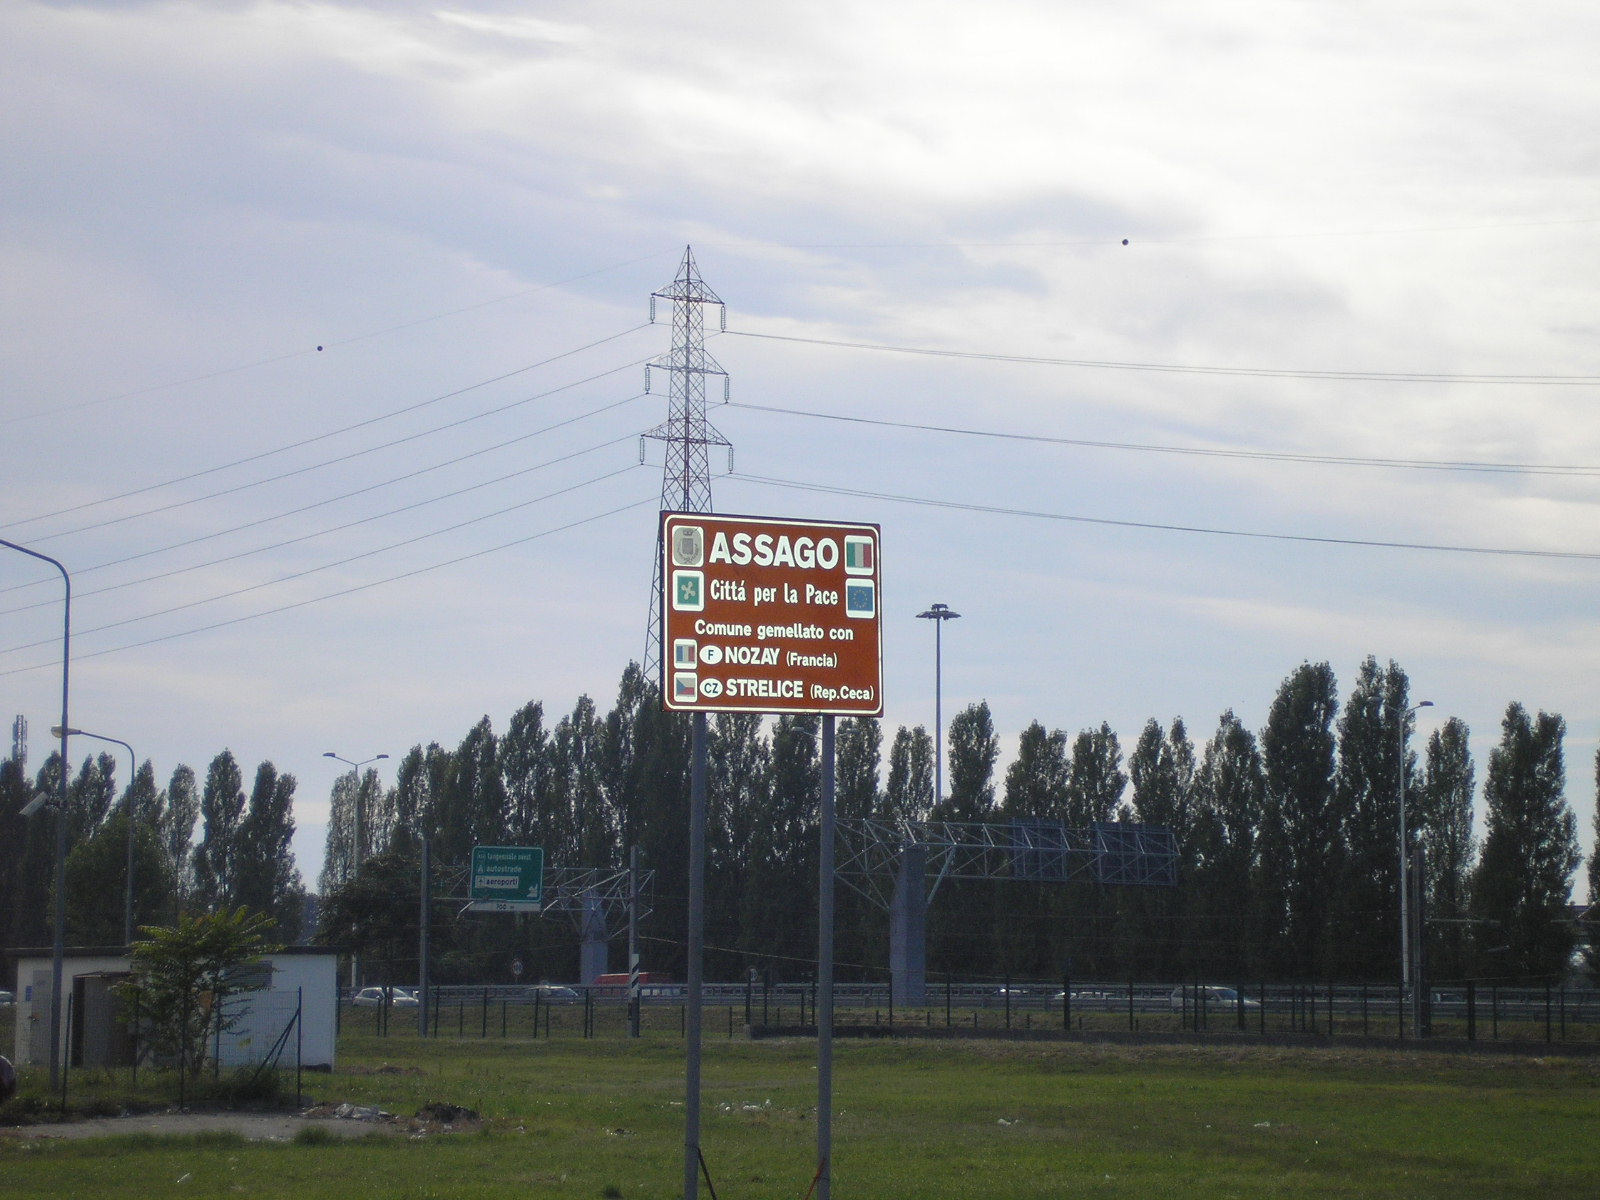 ASSAGO
Cittá per la Pace
Comune gemellato con
F NOZAY (Francia)
CZ STRELICE (Rep.Ceca)
autostrade
aeroporti